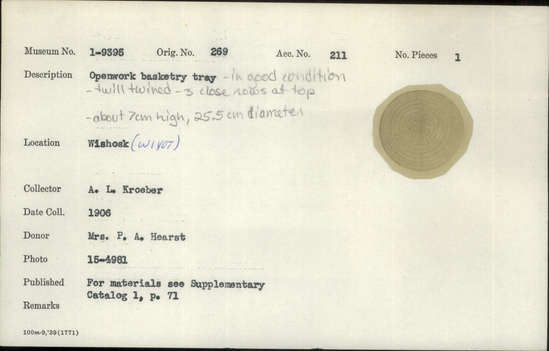 Museum No. 1-9395 Orig. No. 269 Acc. No. 211 No. Pieces 1
Description Openwork basketry tray - in good condition
- twill twined - 3 close rows at top
- about 7cm high, 25.5 cm diameter
Location Wishosk (WIYOT)
Collector A. L. Kroeber
Date Coll. 1906
Donor Mrs. P. A. Hearst
Photo 15-4981
Published For materials see Supplementary
Catalog 1, p. 71
Remarks
100m-9,'39(1771)